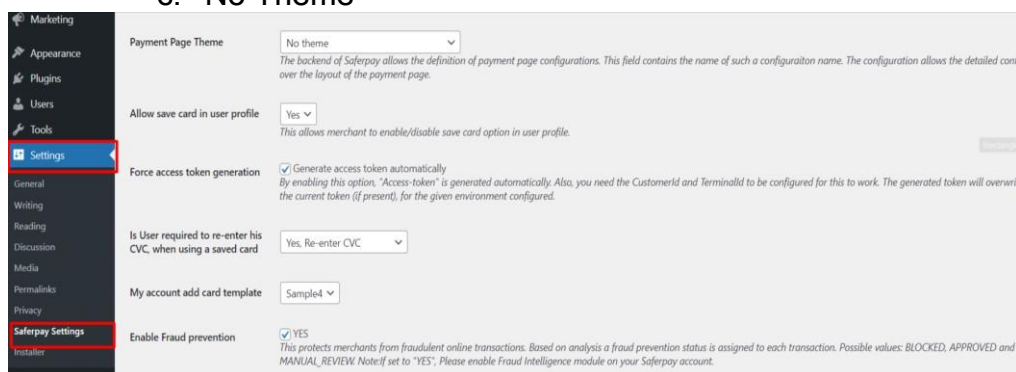 No Theme
Marketing
Appearance
Plugins
Users
Tools
Settings
General
Writing
Reading
Discussion
Media
Permalinks
Privacy
Saferpay Settings
Installer
Payment Page Theme
No theme
The backend of Saferpay allows the definition of payment page configurations. This field contains the name of such a configuraiton name. The configuration allows the detailed
over the layout of the payment page.
Allow save card in user profile
Yes
This allows merchant to enable/disable save card option in user profile.
Force access token generation
Generate access token automatically
By enabling this option, "Access-token" is generated automatically. Also, you need the CustomerId and TerminalId to be configured for this to work. The generated token will
the current token (if present), for the given environment configured.
Is User required to re-enter his
CVC, when using a saved card
Yes, Re-enter CVC
My account add card template
Sample4
Enable Fraud prevention
YES
This protects merchants from fraudulent online transactions. Based on analysis a fraud prevention status is assigned to each transaction. Possible values: BLOCKED, APPROVED and
MANUAL_REVIEW. Note:If set to "YES", Please enable Fraud Intelligence module on your Saferpay account.